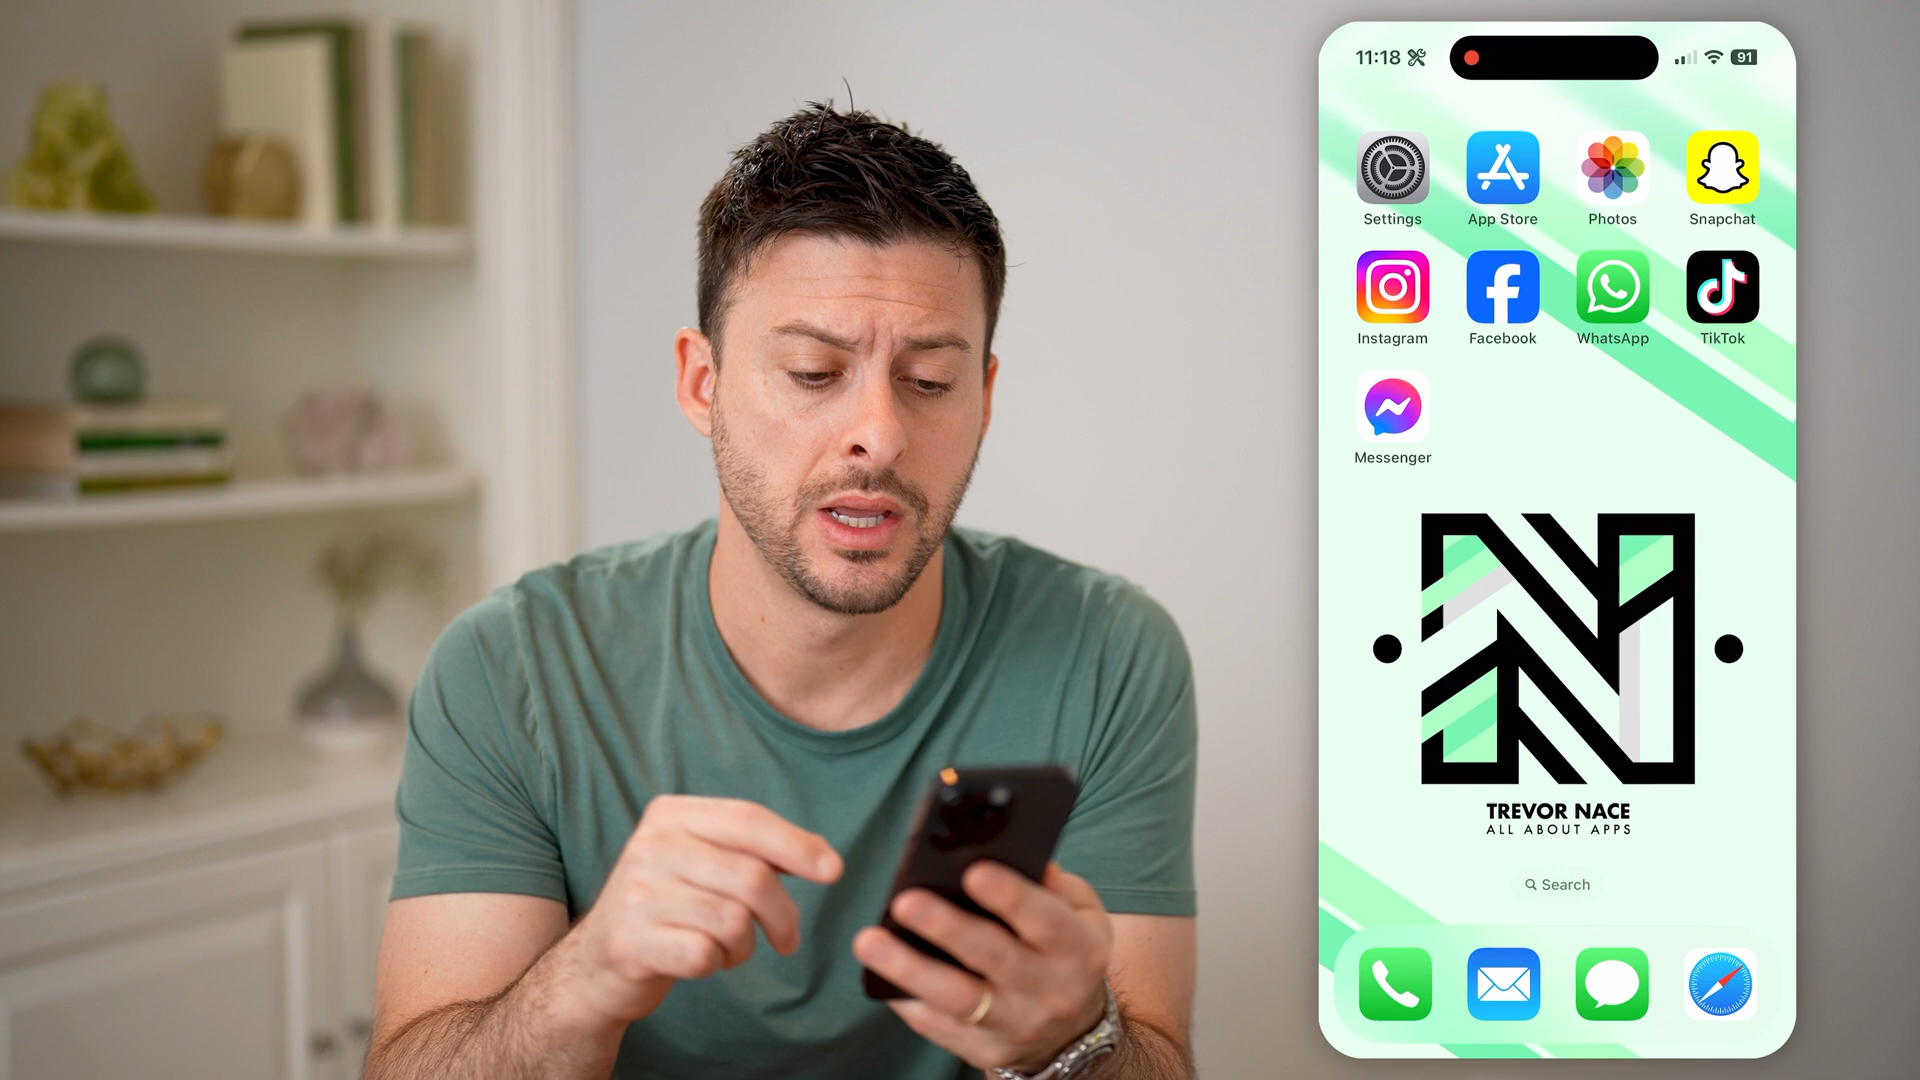 11:18
91
Settings
App Store
Photos
Snapchat
Instagram
Facebook
WhatsApp
TikTok
Messenger
TREVOR NACE
ALL ABOUT APPS
Search